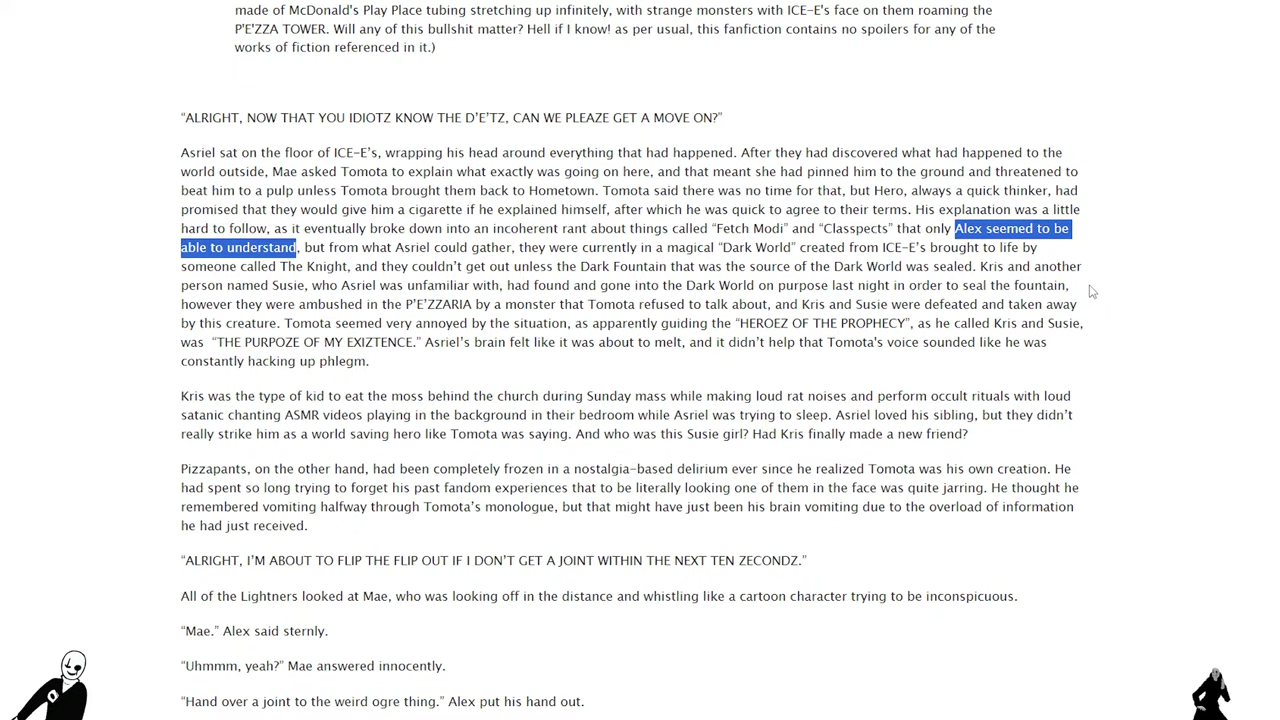 made of McDonald's Play Place tubing stretching up infinitely, with strange monsters with ICE-E's face on them roaming the
P'E'ZZA TOWER. Will any of this bullshit matter? Hell if I know! as per usual, this fanfiction contains no spoilers for any of the
works of fiction referenced in it.)
“ALRIGHT, NOW THAT YOU IDIOTZ KNOW THE D’E’TZ, CAN WE PLEAZE GET A MOVE ON?”
Asriel sat on the floor of ICE–E’s, wrapping his head around everything that had happened. After they had discovered what had happened to the
world outside, Mae asked Tomota to explain what exactly was going on here, and that meant she had pinned him to the ground and threatened to
beat him to a pulp unless Tomota brought them back to Hometown. Tomota said there was no time for that, but Hero, always a quick thinker, had
promised that they would give him a cigarette if he explained himself, after which he was quick to agree to their terms. His explanation was a little
hard to follow, as it eventually broke down into an incoherent rant about things called “Fetch Modi” and “Classpects” that only Alex seemed to be
able to understand, but from what Asriel could gather, they were currently in a magical “Dark World” created from ICE–E’s brought to life by
someone called The Knight, and they couldn’t get out unless the Dark Fountain that was the source of the Dark World was sealed. Kris and another
person named Susie, who Asriel was unfamiliar with, had found and gone into the Dark World on purpose last night in order to seal the fountain,
however they were ambushed in the P’E’ZZARIA by a monster that Tomota refused to talk about, and Kris and Susie were defeated and taken away
by this creature. Tomota seemed very annoyed by the situation, as apparently guiding the “HEROEZ OF THE PROPHECY”, as he called Kris and Susie,
was “THE PURPOZE OF MY EXIZTENCE.” Asriel’s brain felt like it was about to melt, and it didn’t help that Tomota's voice sounded like he was
constantly hacking up phlegm.
Kris was the type of kid to eat the moss behind the church during Sunday mass while making loud rat noises and perform occult rituals with loud
satanic chanting ASMR videos playing in the background in their bedroom while Asriel was trying to sleep. Asriel loved his sibling, but they didn’t
really strike him as a world saving hero like Tomota was saying. And who was this Susie girl? Had Kris finally made a new friend?
Pizzapants, on the other hand, had been completely frozen in a nostalgia-based delirium ever since he realized Tomota was his own creation. He
had spent so long trying to forget his past fandom experiences that to be literally looking one of them in the face was quite jarring. He thought he
remembered vomiting halfway through Tomota’s monologue, but that might have just been his brain vomiting due to the overload of information
he had just received.
“ALRIGHT, I’M ABOUT TO FLIP THE FLIP OUT IF I DON’T GET A JOINT WITHIN THE NEXT TEN ZECONDZ.”
All of the Lightners looked at Mae, who was looking off in the distance and whistling like a cartoon character trying to be inconspicuous.
“Mae.” Alex said sternly.
“Uhmmm, yeah?” Mae answered innocently.
“Hand over a joint to the weird ogre thing.” Alex put his hand out.